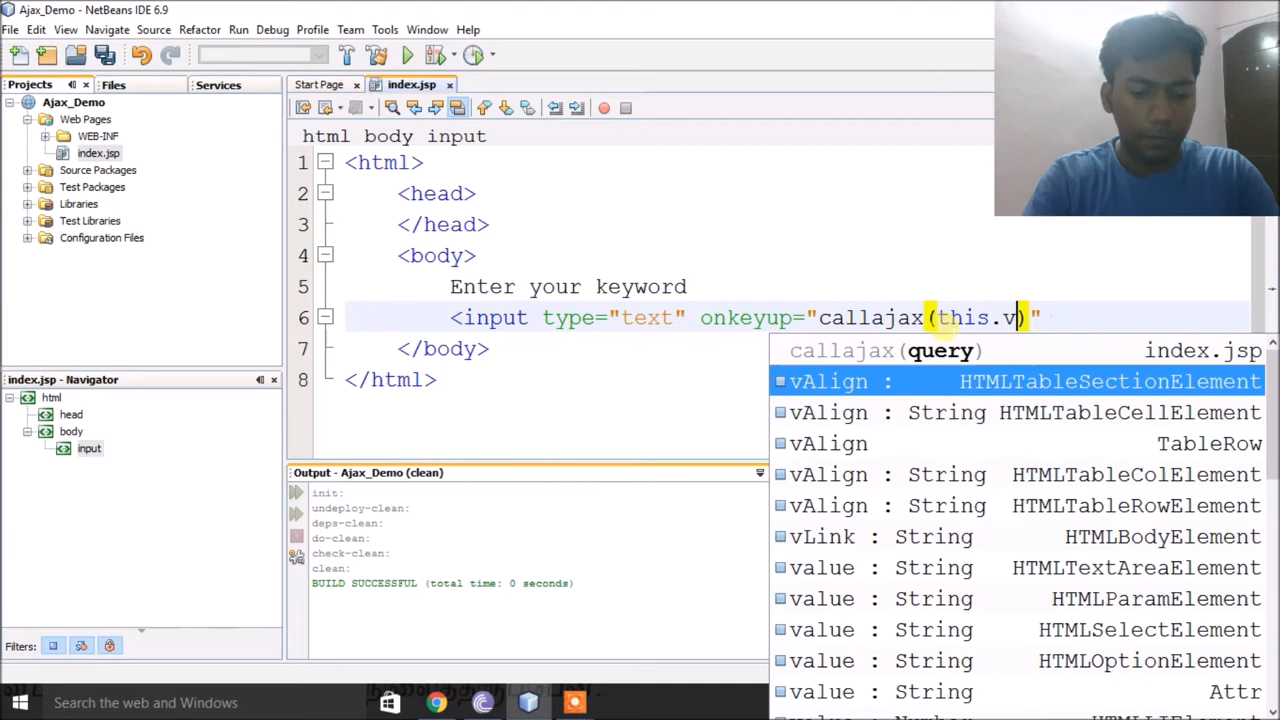 Ajax_Demo - NetBeans IDE 6.9
File Edit View Navigate Source Refactor Run Debug Profile Team Tools Window Help
Projects Files Services
Start Page index.jsp
Ajax_Demo
Web Pages
WEB-INF
index.jsp
Source Packages
Test Packages
Libraries
Test Libraries
Configuration Files
html body input
1 <html>
2 <head>
3 </head>
4 <body>
5 Enter your keyword
6 <input type="text" onkeyup="callajax(this.v)"
7 </body>
8 </html>
callajax(query) index.jsp
vAlign : HTMLTableSectionElement
vAlign : String HTMLTableCellElement
vAlign TableRow
vAlign : String HTMLTableColElement
vAlign : String HTMLTableRowElement
vLink : String HTMLBodyElement
value : String HTMLTextAreaElement
value : String HTMLParamElement
value : String HTMLSelectElement
value : String HTMLOptionElement
value : String Attr
index.jsp - Navigator
html
head
body
input
Filters:
Output - Ajax_Demo (clean)
init:
undeploy-clean:
deps-clean:
do-clean:
check-clean:
clean:
BUILD SUCCESSFUL (total time: 0 seconds)
Search the web and Windows